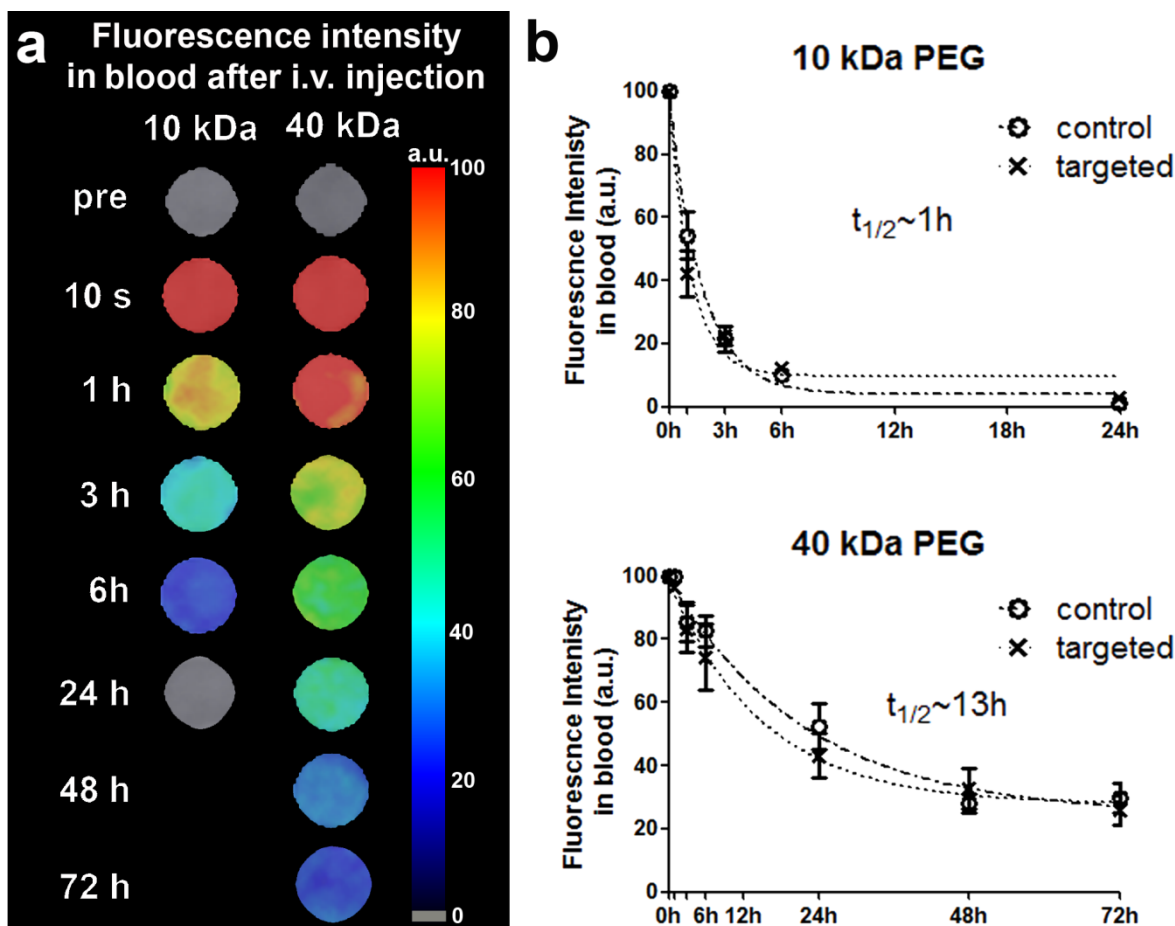 a
Fluorescence intensity
in blood after i.v. injection
10 kDa
40 kDa
a.u.
pre
10 s
1 h
3 h
6h
24 h
48 h
72 h
100
80
60
40
20
0
b
10 kDa PEG
Fluorescnce Intenisty
in blood (a.u.)
100
80
60
40
20
0
control
targeted
t1/2~1h
0h
3h
6h
12h
18h
24h
40 kDa PEG
Fluorescnce Intenisty
in blood (a.u.)
100
80
60
40
20
0
control
targeted
t1/2~13h
0h
6h
12h
24h
48h
72h